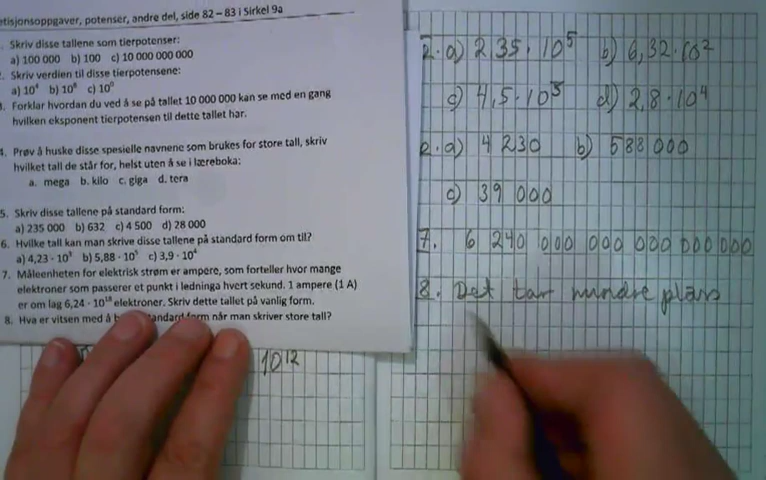 etisjonsoppgaver, potenser, andre del, side 82 – 83 i Sirkel 9a
Skriv disse tallene som tierpotenser:
a) 100 000 b) 100 c) 10 000 000 000
. Skriv verdien til disse tierpotensene:
a) 10⁴ b) 10⁶ c) 10⁰
3. Forklar hvordan du ved å se på tallet 10 000 000 kan se med en gang
hvilken eksponent tierpotensen til dette tallet har.
4. Prøv å huske disse spesielle navnene som brukes for store tall, skriv
hvilket tall de står for, helst uten å se i læreboka:
a. mega b. kilo c. giga d. tera
5. Skriv disse tallene på standard form:
a) 235 000 b) 632 c) 4 500 d) 28 000
6. Hvilke tall kan man skrive disse tallene på standard form om til?
a) 4,23 · 10³ b) 5,88 · 10⁵ c) 3,9 · 10⁴
7. Måleenheten for elektrisk strøm er ampere, som forteller hvor mange
elektroner som passerer et punkt i ledninga hvert sekund. 1 ampere (1 A)
er om lag 6,24 · 10¹⁸ elektroner. Skriv dette tallet på vanlig form.
8. Hva er vitsen med å b standard form når man skriver store tall?
10¹²
2. a) 2,35 · 10⁵ b) 6,32 · 10²
c) 4,5 · 10³ d) 2,8 · 10⁴
2. a) 4 230 b) 588 000
c) 39 000
7. 6 240 000 000 000 000 000
8. Det tar mindre plass